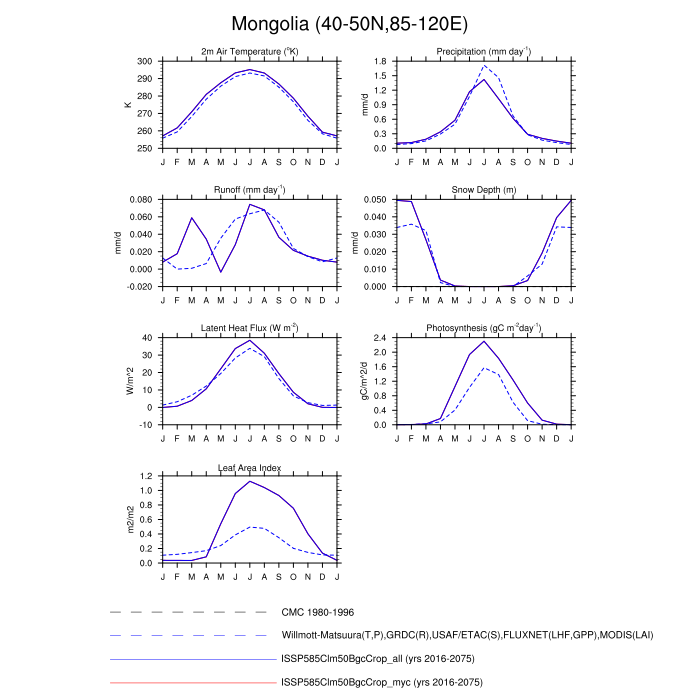 Mongolia (40-50N,85-120E)
2m Air Temperature (°K)
K
300
290
280
270
260
250
J F M A M J J A S O N D J
Precipitation (mm day⁻¹)
mm/d
1.8
1.5
1.2
0.9
0.6
0.3
0.0
J F M A M J J A S O N D J
Runoff (mm day⁻¹)
mm/d
0.080
0.060
0.040
0.020
0.000
-0.020
J F M A M J J A S O N D J
Snow Depth (m)
mm/d
0.050
0.040
0.030
0.020
0.010
0.000
J F M A M J J A S O N D J
Latent Heat Flux (W m⁻²)
W/m^2
40
30
20
10
0
-10
J F M A M J J A S O N D J
Photosynthesis (gC m⁻²day⁻¹)
gC/m^2/d
2.4
2.0
1.6
1.2
0.8
0.4
0.0
J F M A M J J A S O N D J
Leaf Area Index
m2/m2
1.2
1.0
0.8
0.6
0.4
0.2
0.0
J F M A M J J A S O N D J
CMC 1980-1996
Willmott-Matsuura(T,P),GRDC(R),USAF/ETAC(S),FLUXNET(LHF,GPP),MODIS(LAI)
ISSP585Clm50BgcCrop_all (yrs 2016-2075)
ISSP585Clm50BgcCrop_myc (yrs 2016-2075)